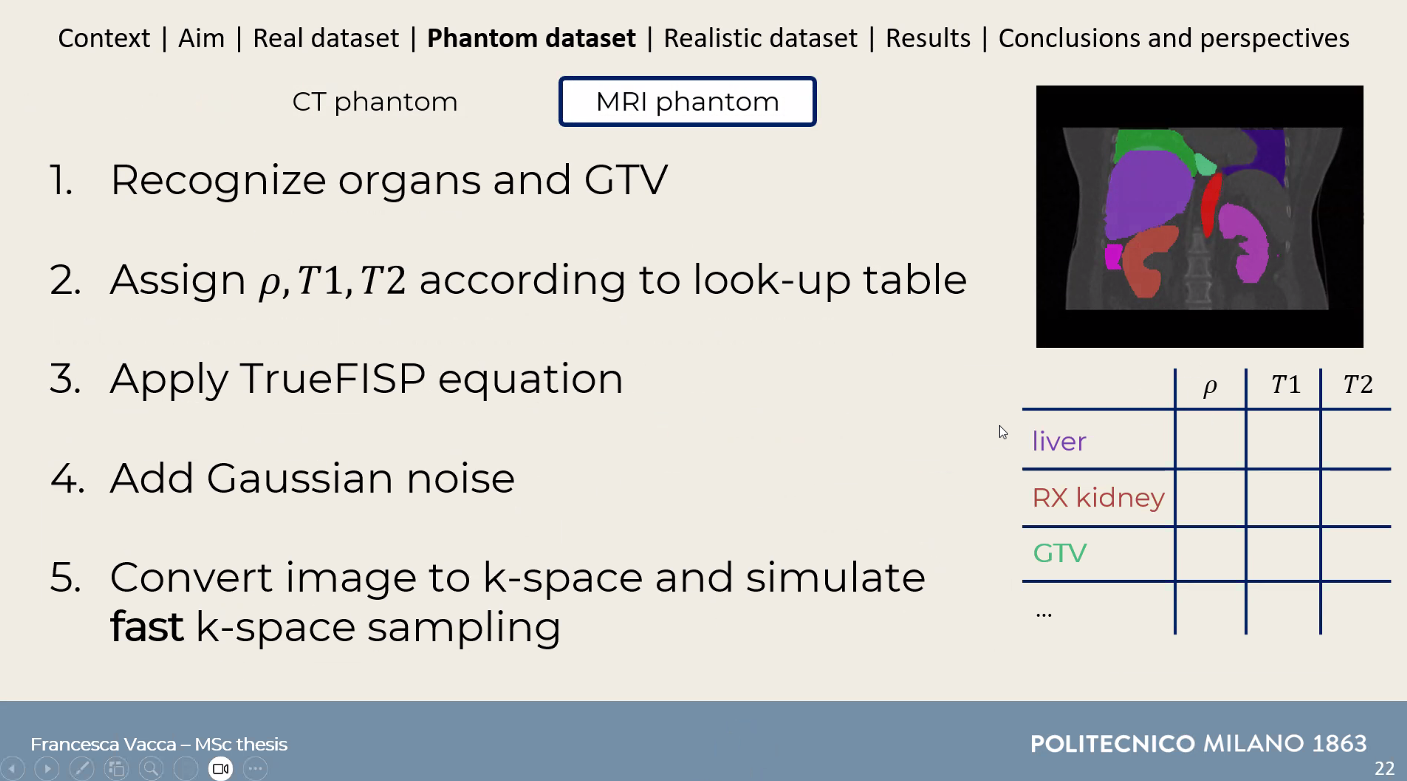 Context | Aim | Real dataset | Phantom dataset | Realistic dataset | Results | Conclusions and perspectives
CT phantom
MRI phantom
1. Recognize organs and GTV
2. Assign ρ, T1, T2 according to look-up table
3. Apply TrueFISP equation
4. Add Gaussian noise
5. Convert image to k-space and simulate
fast k-space sampling
ρ T1 T2
liver
RX kidney
GTV
...
Francesca Vacca – MSc thesis
POLITECNICO MILANO 1863
22